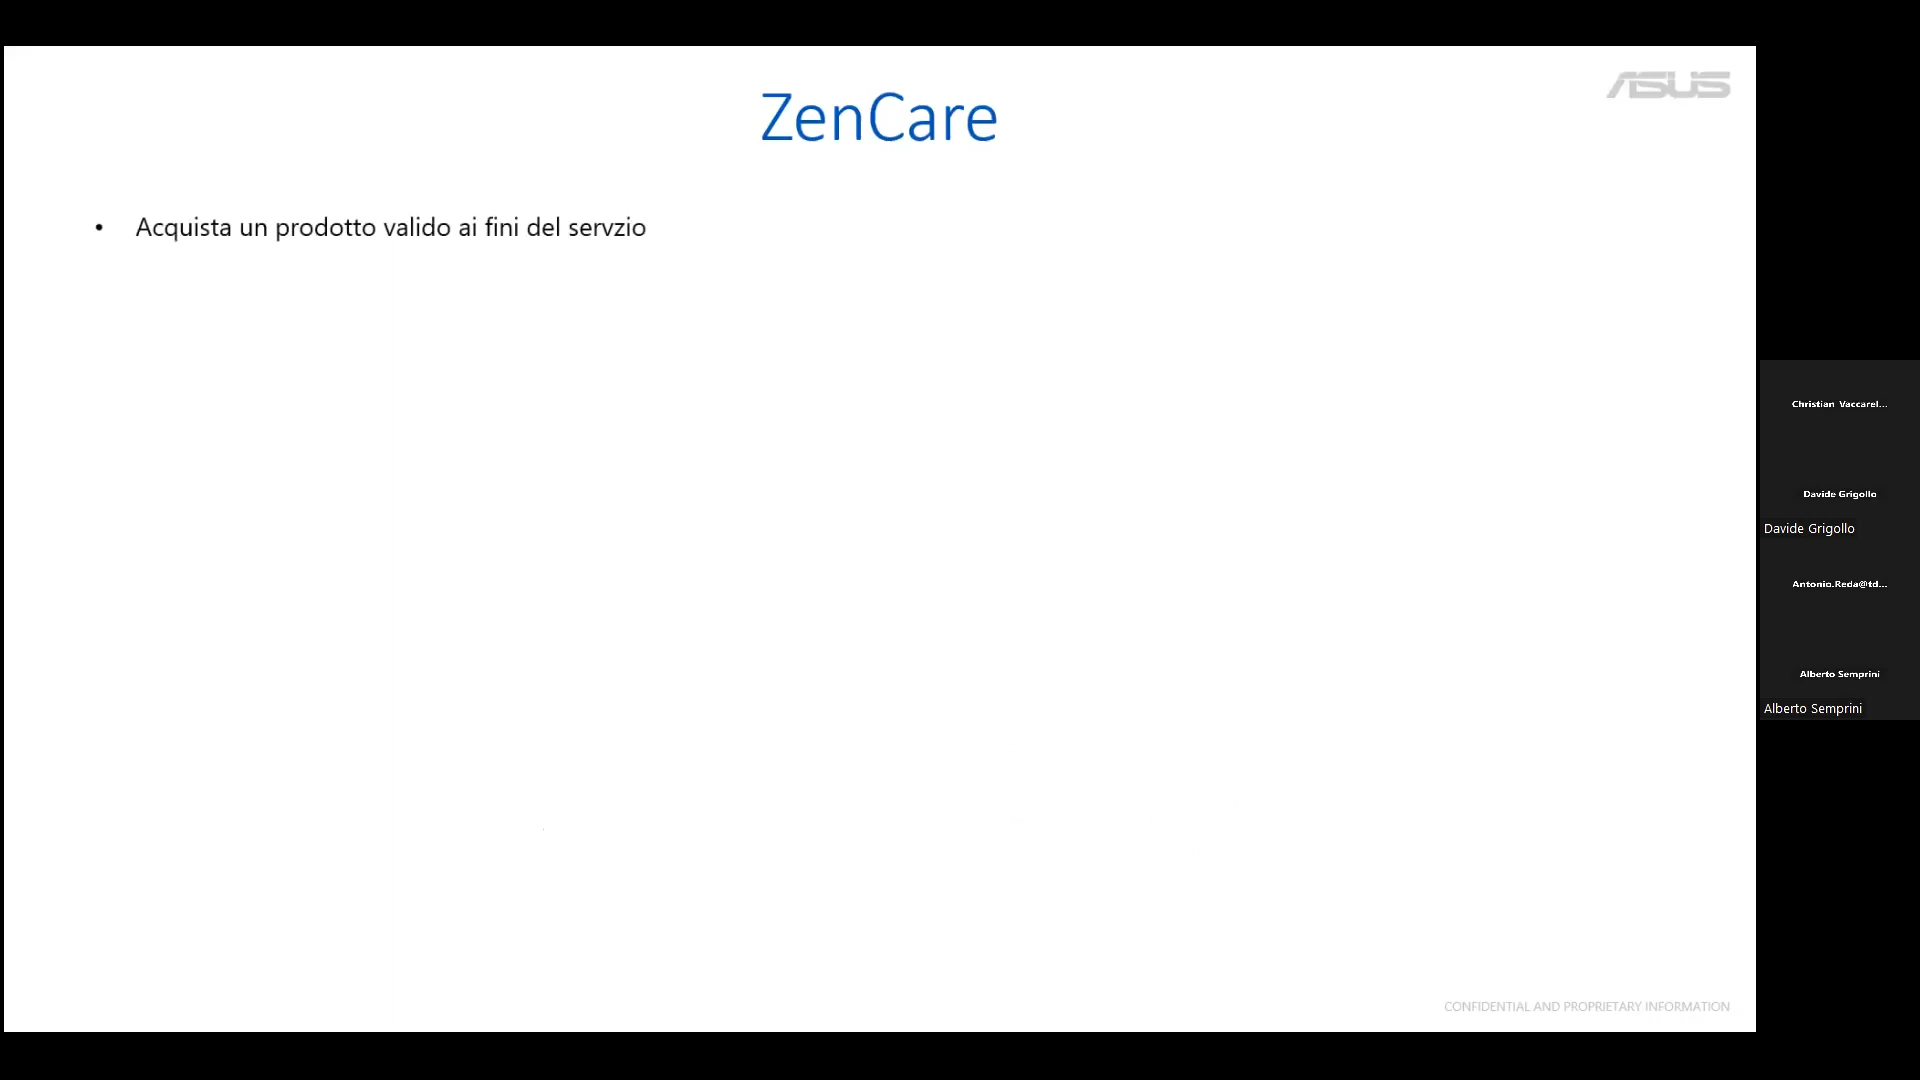 ASUS
ZenCare
• Acquista un prodotto valido ai fini del servzio
Christian Vaccarel...
Davide Grigollo
Davide Grigollo
Antonio.Reda@td...
Alberto Semprini
Alberto Semprini
CONFIDENTIAL AND PROPRIETARY INFORMATION